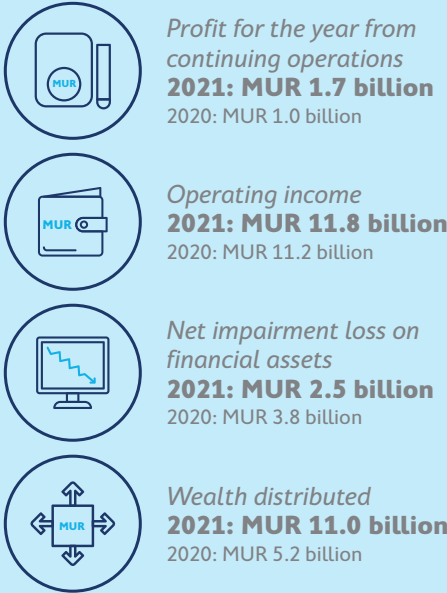 MUR
Profit for the year from
continuing operations
2021: MUR 1.7 billion
2020: MUR 1.0 billion
MUR
Operating income
2021: MUR 11.8 billion
2020: MUR 11.2 billion
Net impairment loss on
financial assets
2021: MUR 2.5 billion
2020: MUR 3.8 billion
MUR
Wealth distributed
2021: MUR 11.0 billion
2020: MUR 5.2 billion